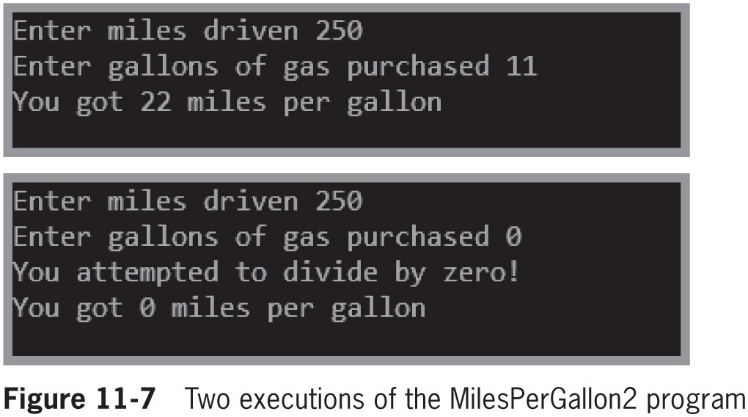 Enter miles driven 250
Enter gallons of gas purchased 11
You got 22 miles per gallon
Enter miles driven 250
Enter gallons of gas purchased 0
You attempted to divide by zero!
You got 0 miles per gallon
Figure 11-7 Two executions of the MilesPerGallon2 program